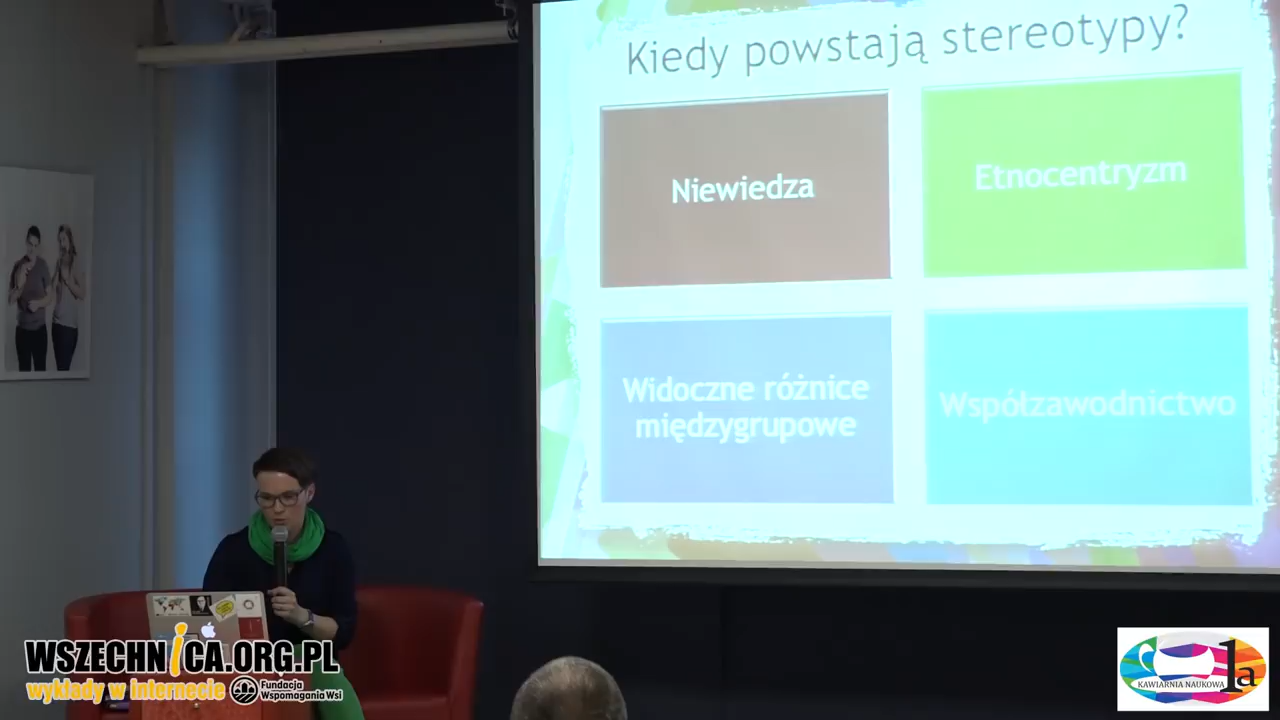 Kiedy powstają stereotypy?
Niewiedza
Etnocentryzm
Widoczne różnice
międzygrupowe
Współzawodnictwo
WSZECHNiCA.ORG.PL
wykłady w internecie
Fundacja
Wspomagania Wsi
KAWIARNIA NAUKOWA 1a